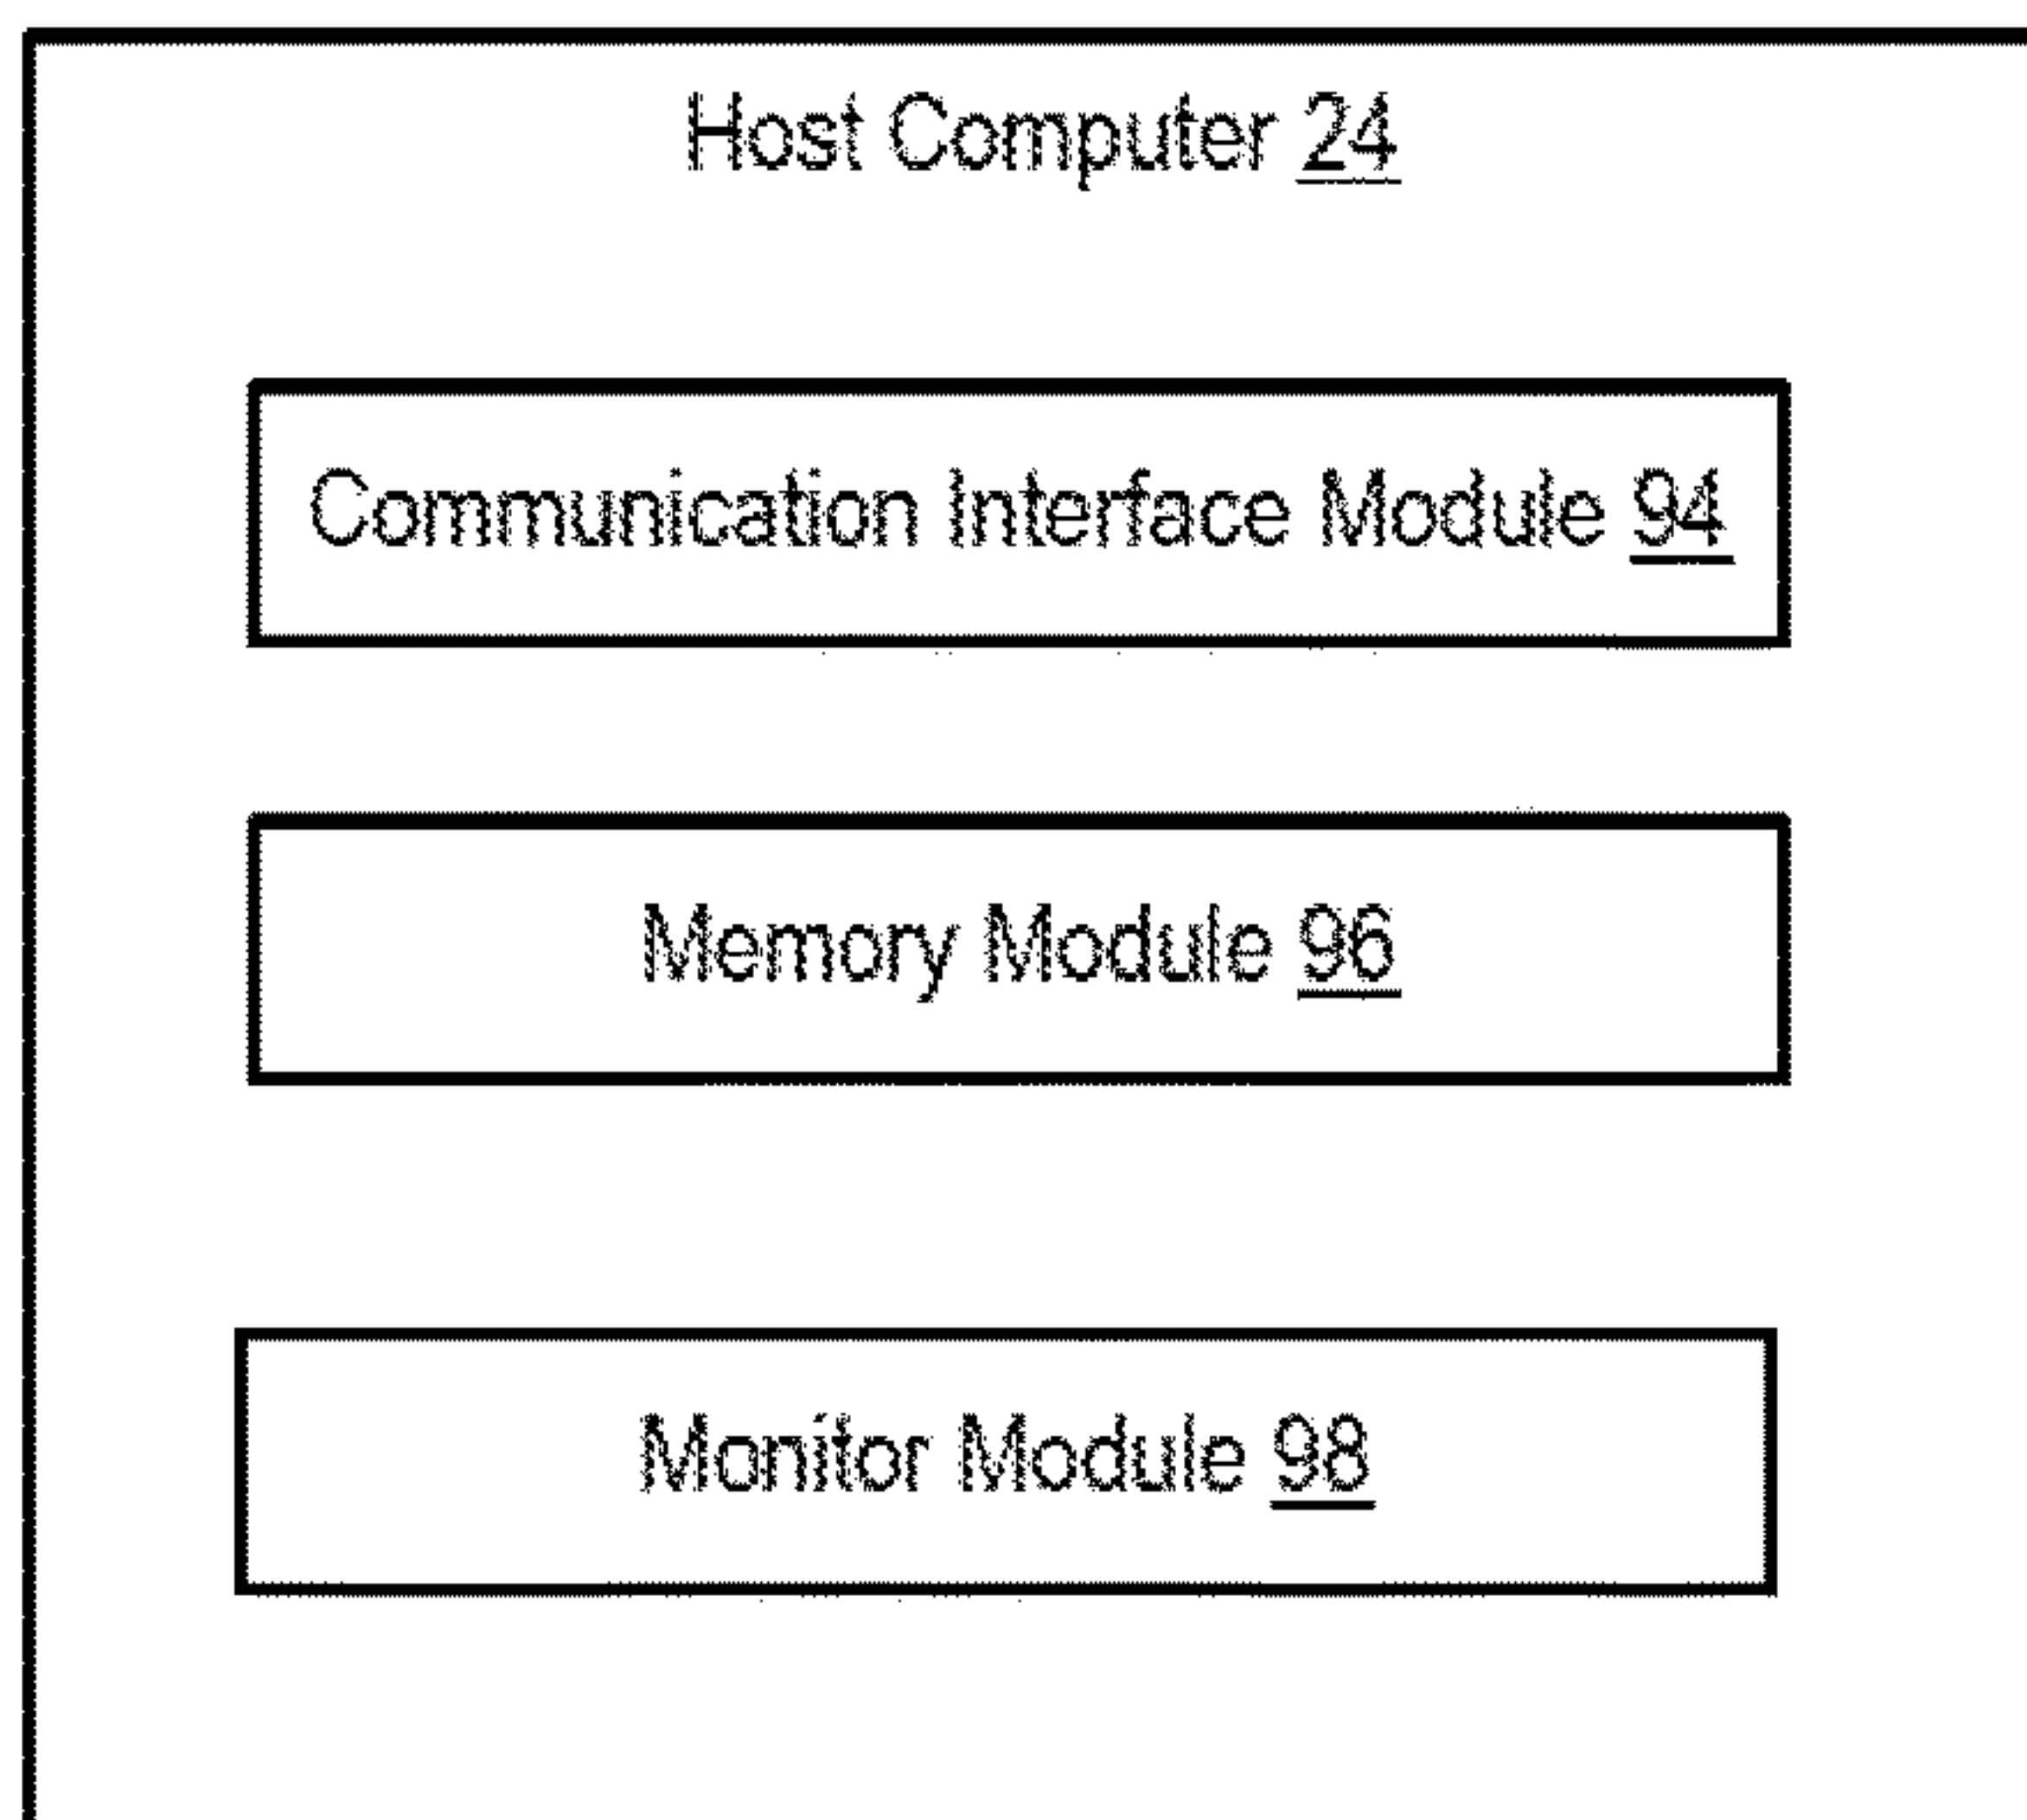 Host Computer 24
Communication Interface Module 94
Memory Module 96
Monitor Module 98